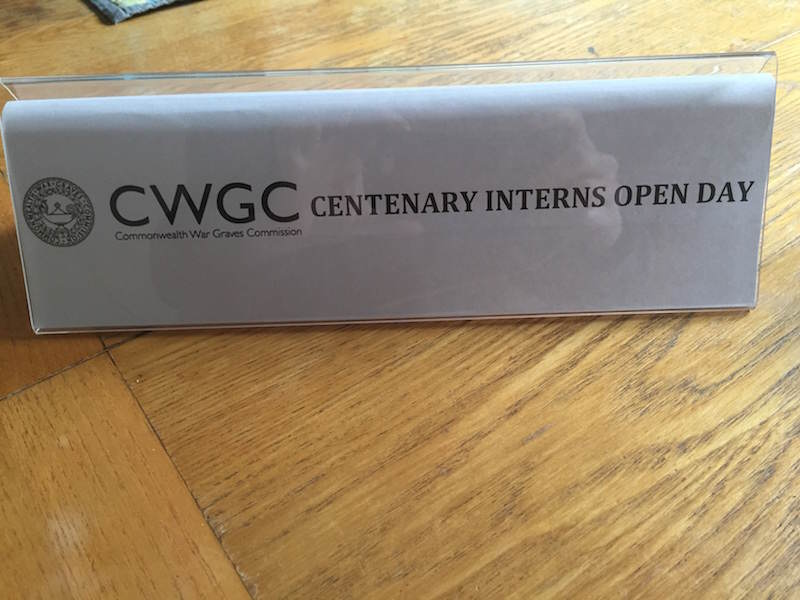 CWGC CENTENARY INTERNS OPEN DAY
Commonwealth War Graves Commission